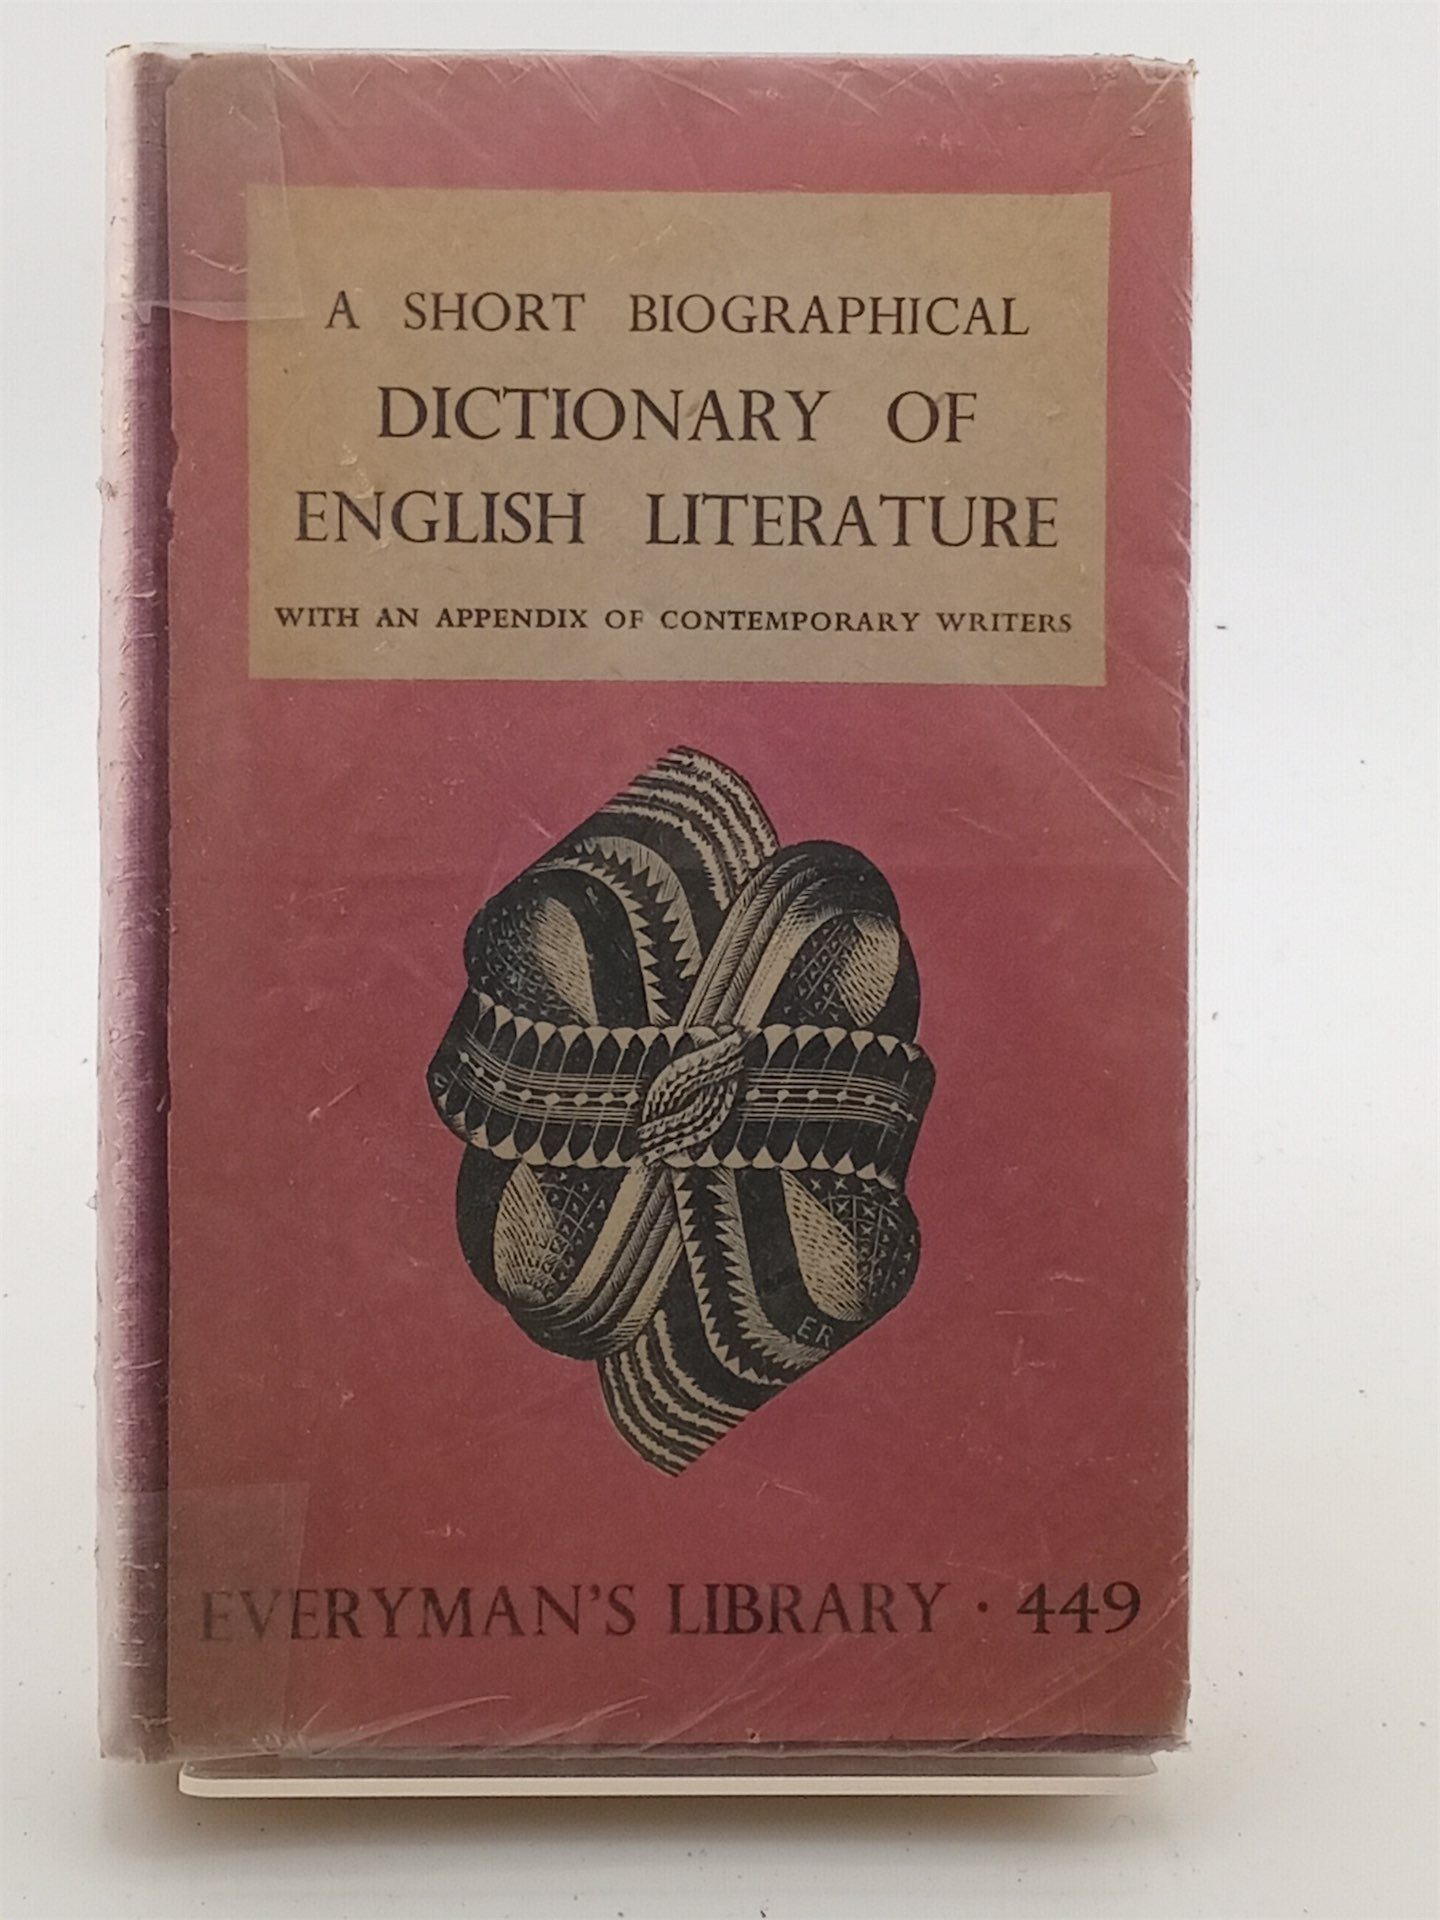 A SHORT BIOGRAPHICAL
DICTIONARY OF
ENGLISH LITERATURE
WITH AN APPENDIX OF CONTEMPORARY WRITERS
ER
EVERYMAN'S LIBRARY · 449